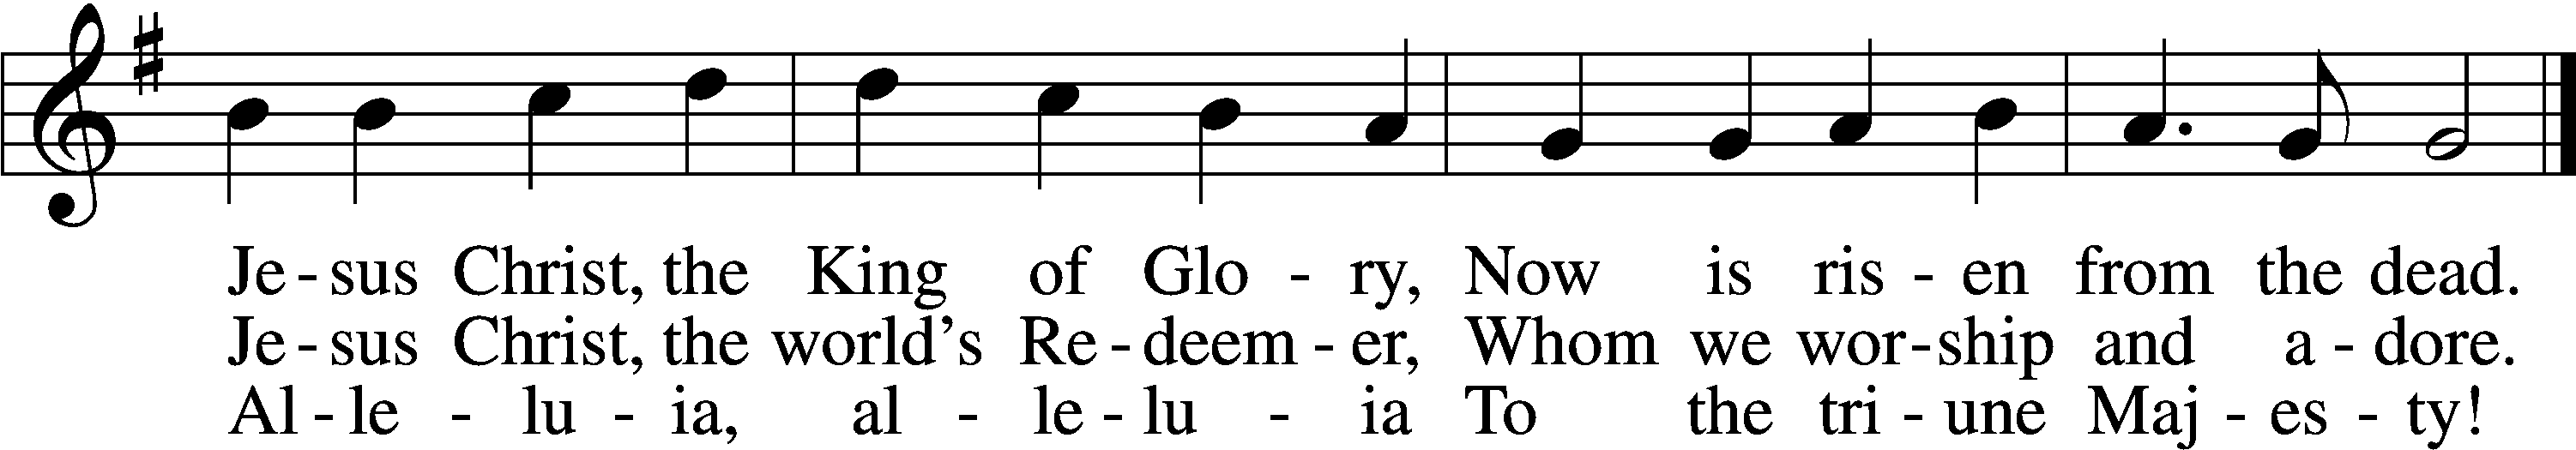 Je - sus Christ, the King of Glo - ry, Now is ris - en from the dead.
Je - sus Christ, the world’s Re - deem - er, Whom we wor - ship and a - dore.
Al - le - lu - ia, al - le - lu - ia To the tri - une Maj - es - ty!